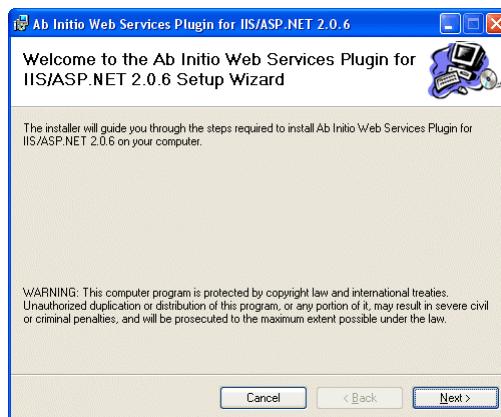 Ab Initio Web Services Plugin for IIS/ASP.NET 2.0.6
Welcome to the Ab Initio Web Services Plugin for
IIS/ASP.NET 2.0.6 Setup Wizard
The installer will guide you through the steps required to install Ab Initio Web Services Plugin for
IIS/ASP.NET 2.0.6 on your computer.
WARNING: This computer program is protected by copyright law and international treaties.
Unauthorized duplication or distribution of this program, or any portion of it, may result in severe civil
or criminal penalties, and will be prosecuted to the maximum extent possible under the law.
Cancel
< Back
Next >